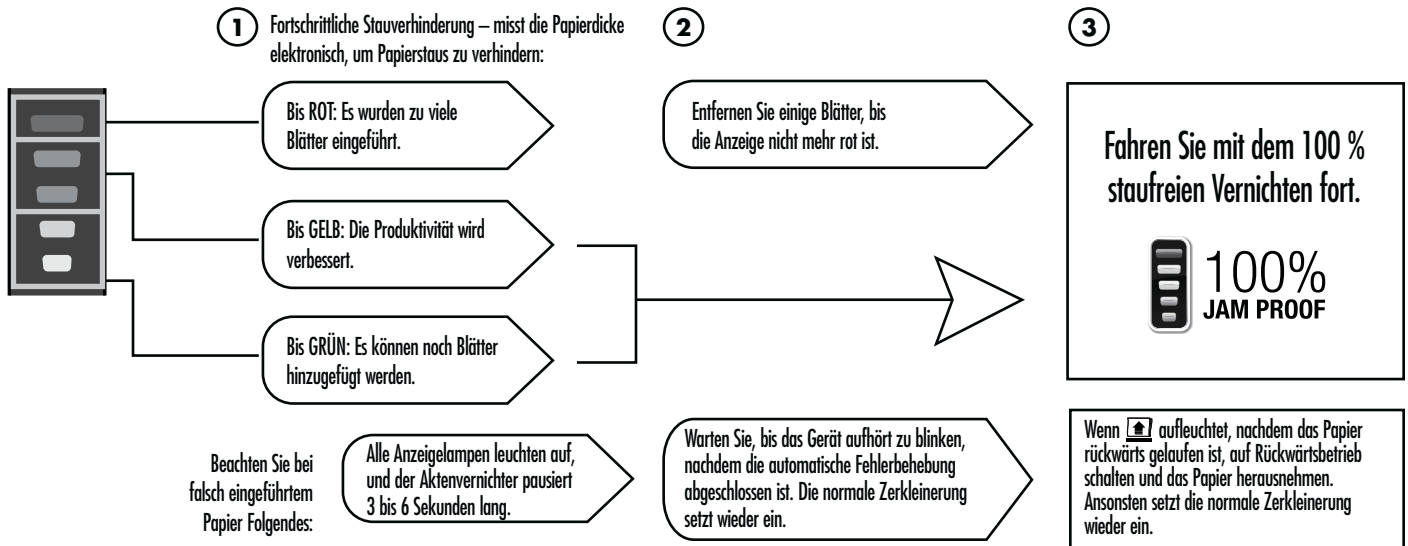 1
Fortschrittliche Stauverhinderung – misst die Papierdicke
elektronisch, um Papierstaus zu verhindern:
Bis ROT: Es wurden zu viele
Blätter eingeführt.
Bis GELB: Die Produktivität wird
verbessert.
Bis GRÜN: Es können noch Blätter
hinzugefügt werden.
2
Entfernen Sie einige Blätter, bis
die Anzeige nicht mehr rot ist.
3
Fahren Sie mit dem 100 %
staufreien Vernichten fort.
100%
JAM PROOF
Beachten Sie bei
falsch eingeführtem
Papier Folgendes:
Alle Anzeigelampen leuchten auf,
und der Aktenvernichter pausiert
3 bis 6 Sekunden lang.
Warten Sie, bis das Gerät aufhört zu blinken,
nachdem die automatische Fehlerbehebung
abgeschlossen ist. Die normale Zerkleinerung
setzt wieder ein.
Wenn aufleuchtet, nachdem das Papier
rückwärts gelaufen ist, auf Rückwärtsbetrieb
schalten und das Papier herausnehmen.
Ansonsten setzt die normale Zerkleinerung
wieder ein.